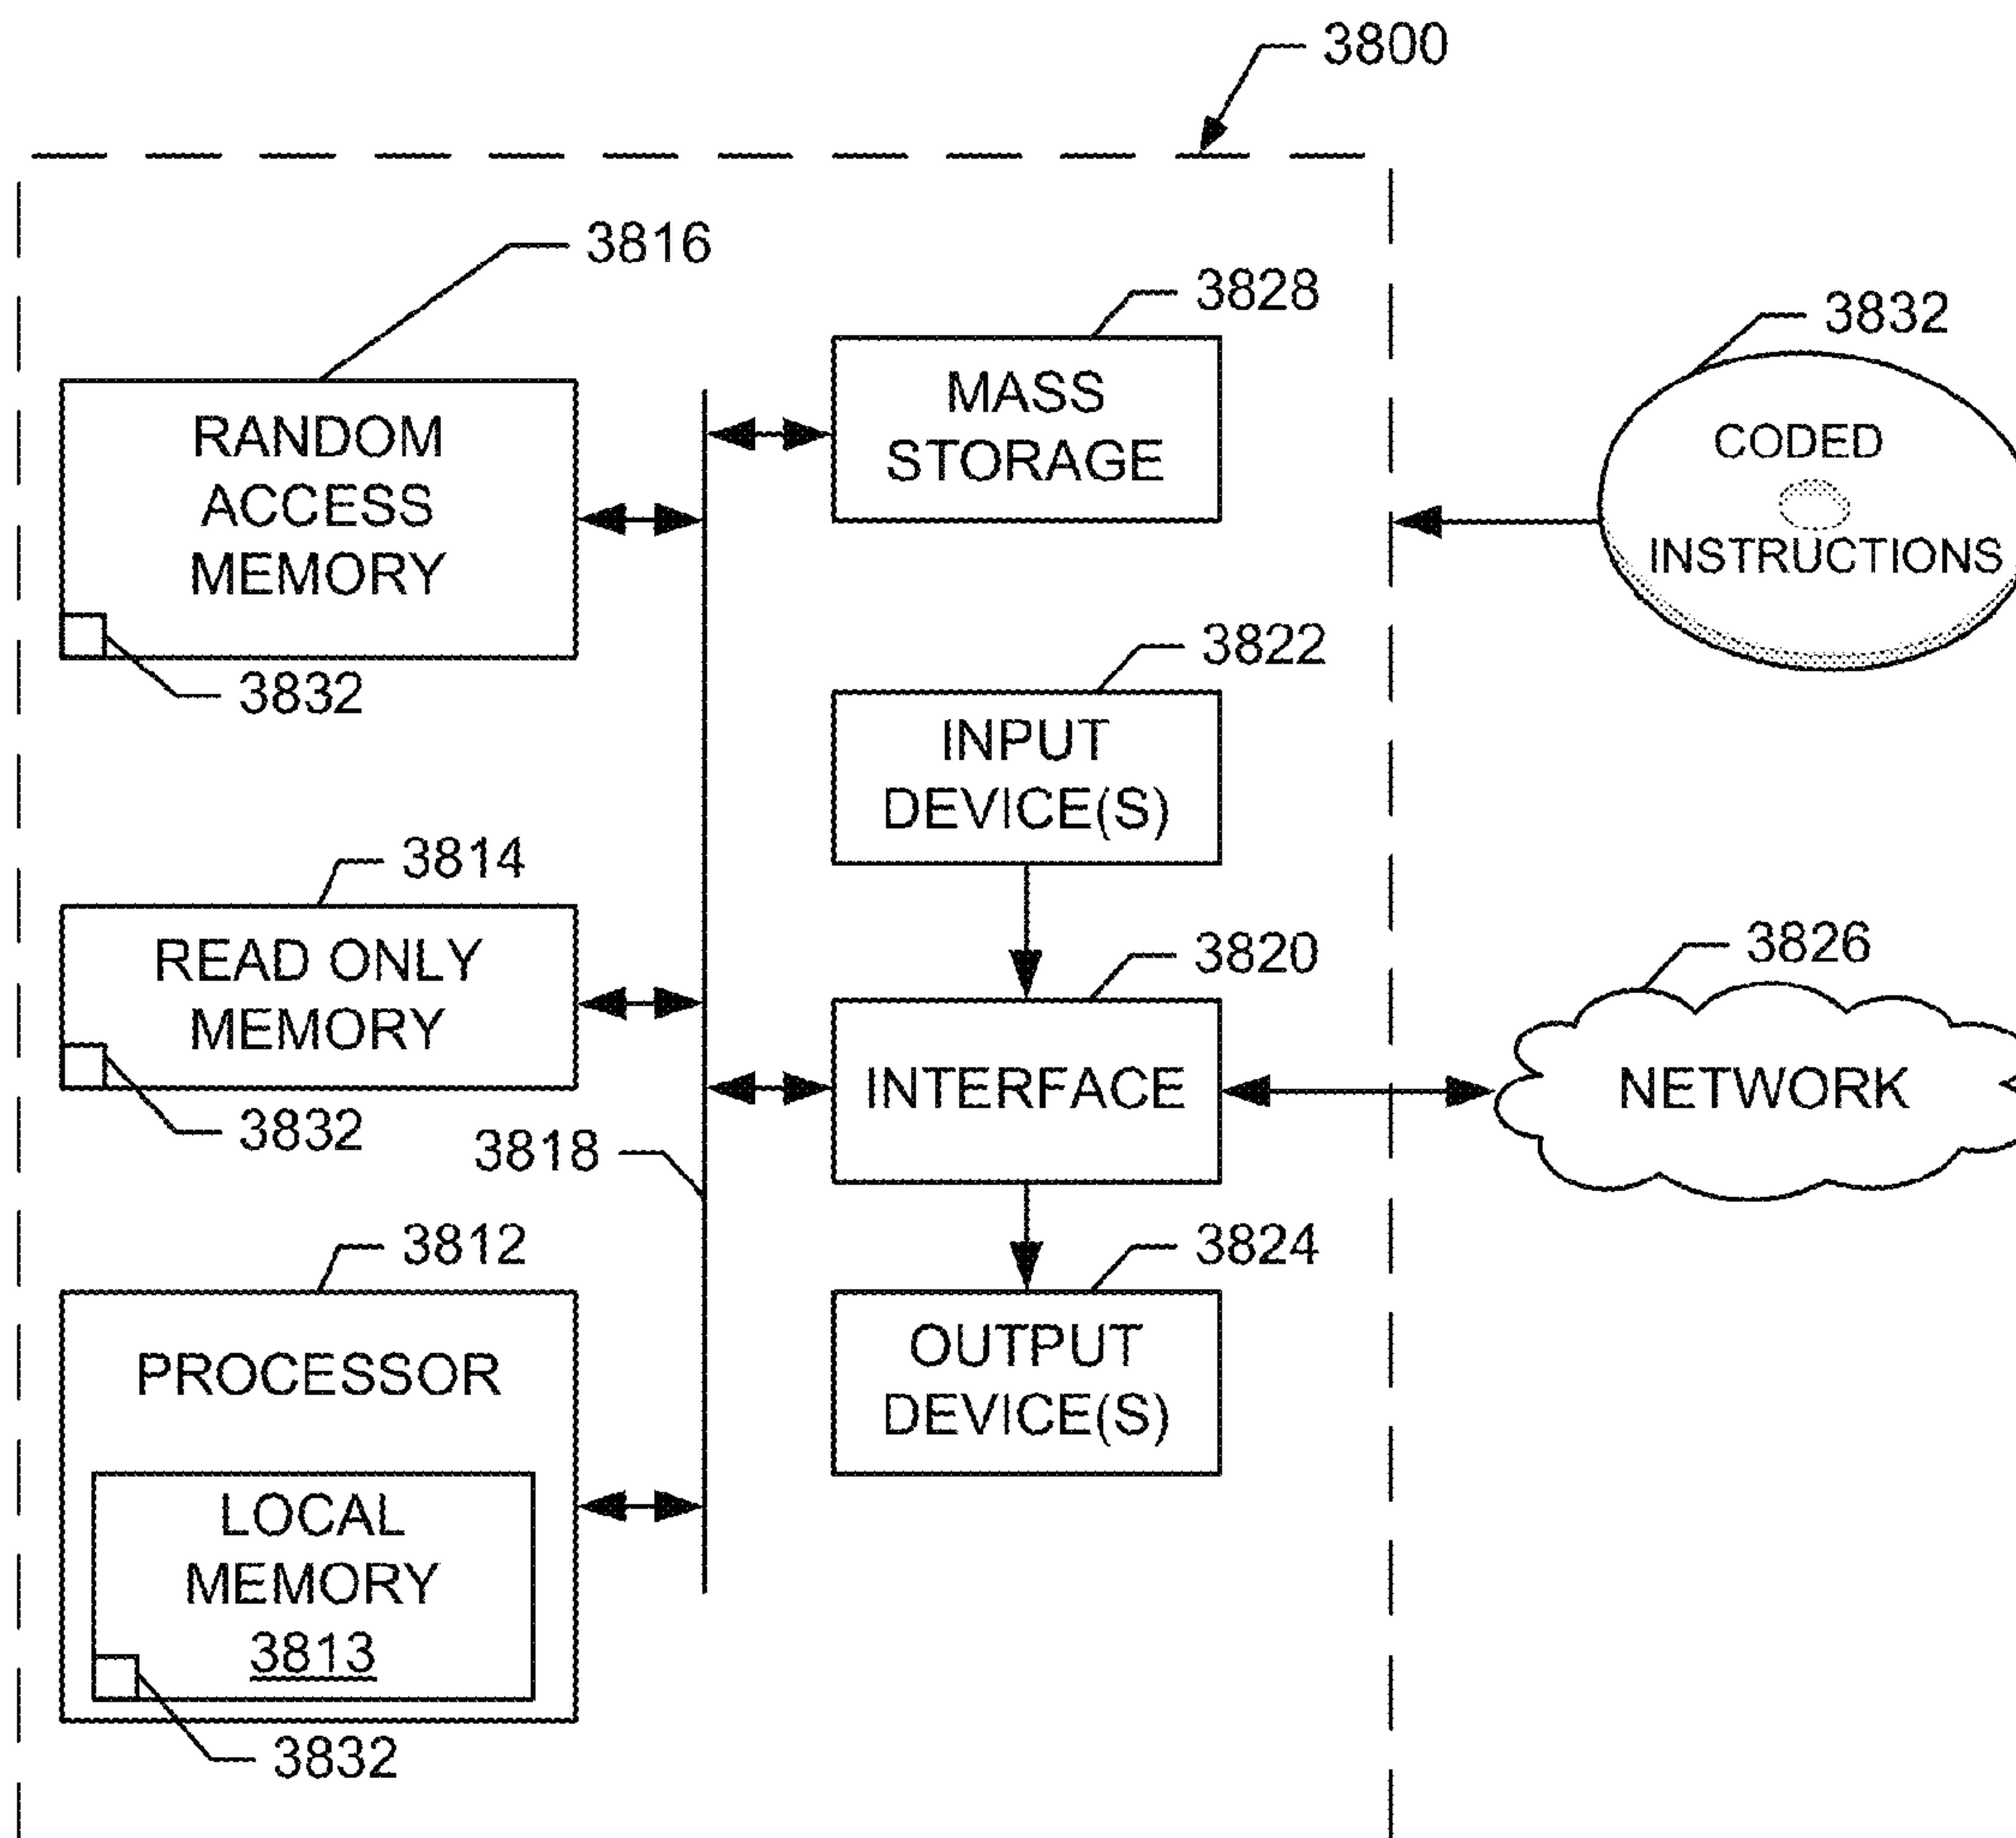 3800
3816
3828
3832
RANDOM
ACCESS
MEMORY
MASS
STORAGE
CODED
INSTRUCTIONS
3832
3822
INPUT
DEVICE(S)
3814
READ ONLY
MEMORY
3820
3826
INTERFACE
NETWORK
3832
3818
3812
3824
PROCESSOR
OUTPUT
DEVICE(S)
LOCAL
MEMORY
3813
3832